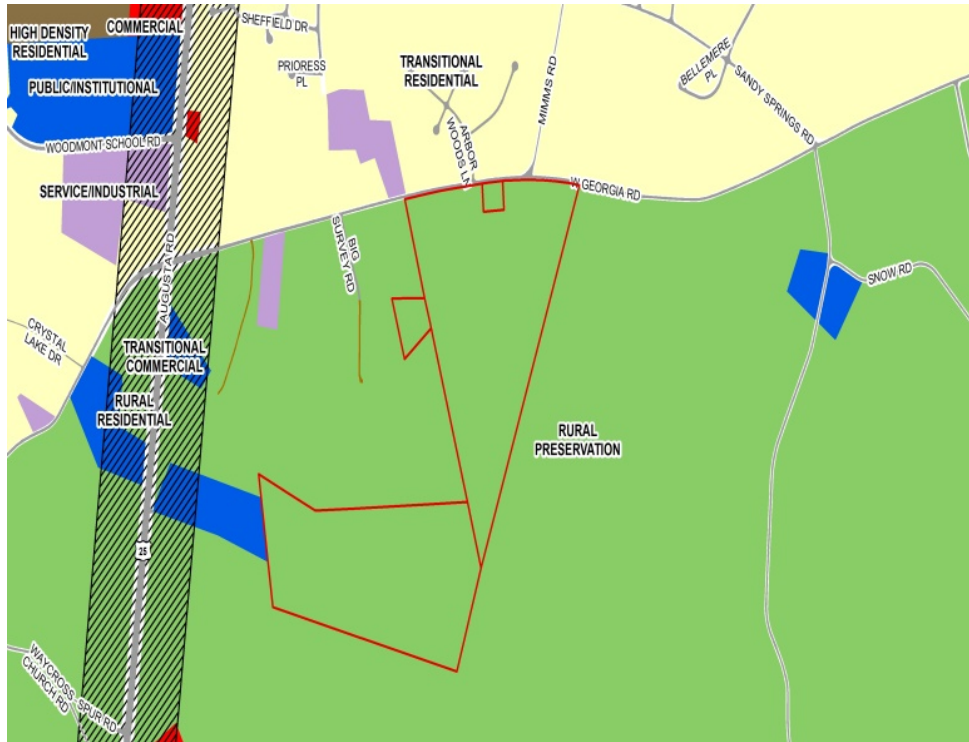 SHEFFIELD DR
HIGH DENSITY
RESIDENTIAL
COMMERCIAL
PRIORESS
PL
TRANSITIONAL
RESIDENTIAL
MIMMS RD
BELLEMERE
PL
SANDY SPRINGS RD
PUBLIC/INSTITUTIONAL
WOODMONT SCHOOL RD
ARBOR
WOODS LN
SERVICE/INDUSTRIAL
W GEORGIA RD
AUGUSTA RD
BIG
SURVEY RD
SNOW RD
CRYSTAL
LAKE DR
TRANSITIONAL
COMMERCIAL
RURAL
RESIDENTIAL
RURAL
PRESERVATION
25
WAYCROSS-SPUR RD
CHURCH RD